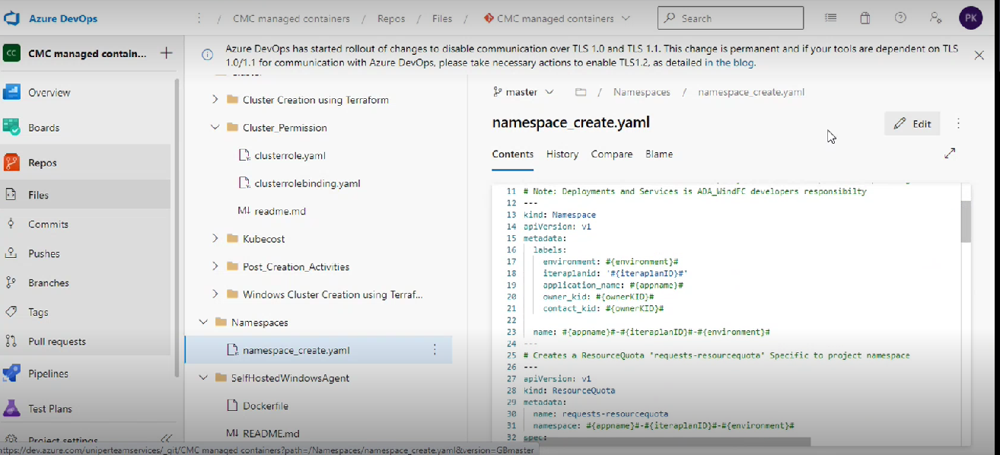 Azure DevOps / CMC managed containers / Repos / Files / CMC managed containers Search PK
CC CMC managed contain... +
Azure DevOps has started rollout of changes to disable communication over TLS 1.0 and TLS 1.1. This change is permanent and if your tools are dependent on TLS
1.0/1.1 for communication with Azure DevOps, please take necessary actions to enable TLS1.2, as detailed in the blog.
Overview
Boards
Repos
Files
Commits
Pushes
Branches
Tags
Pull requests
Pipelines
Test Plans
Project settings
Cluster Creation using Terraform
Cluster_Permission
clusterrole.yaml
clusterrolebinding.yaml
M↓ readme.md
Kubecost
Post_Creation_Activities
Windows Cluster Creation using Terraf...
Namespaces
namespace_create.yaml
SelfHostedWindowsAgent
Dockerfile
M↓ README.md
master / Namespaces / namespace_create.yaml
namespace_create.yaml
Edit
Contents History Compare Blame
11 # Note: Deployments and Services is ADA_WindFC developers responsibilty
12 ---
13 kind: Namespace
14 apiVersion: v1
15 metadata:
16 labels:
17 environment: #{environment}#
18 iteraplanid: '#{iteraplanID}#'
19 application_name: #{appname}#
20 owner_kid: #{ownerKID}#
21 contact_kid: #{ownerKID}#
22
23 name: #{appname}#-#{iteraplanID}#-#{environment}#
24 ---
25 # Creates a ResourceQuota 'requests-resourcequota' Specific to project namespace
26 ---
27 apiVersion: v1
28 kind: ResourceQuota
29 metadata:
30 name: requests-resourcequota
31 namespace: #{appname}#-#{iteraplanID}#-#{environment}#
32 spec:
https://dev.azure.com/uniperteamservices/_git/CMC managed containers?path=/Namespaces/namespace_create.yaml&version=GBmaster